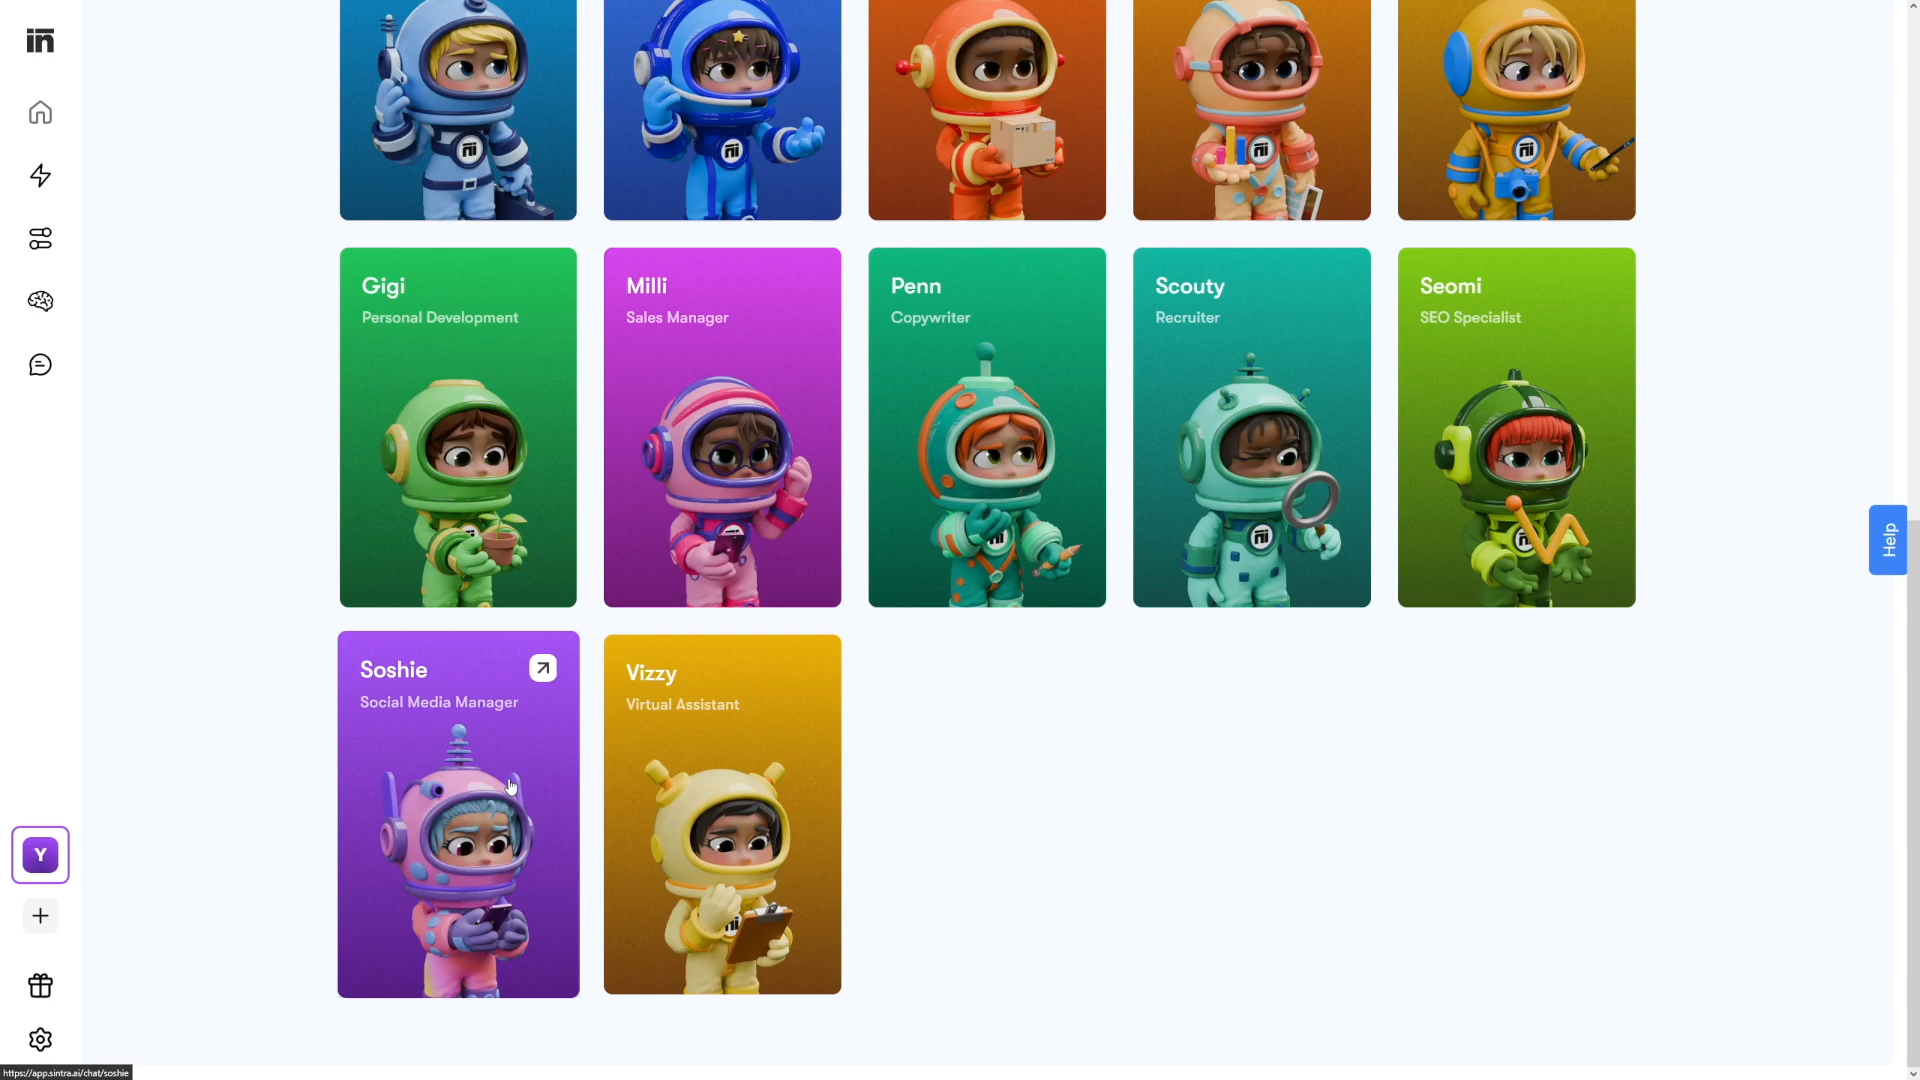 in
Gigi
Personal Development
Milli
Sales Manager
Penn
Copywriter
Scouty
Recruiter
Seomi
SEO Specialist
Help
Soshie
Social Media Manager
Vizzy
Virtual Assistant
Y
https://app.sintra.ai/chat/soshie